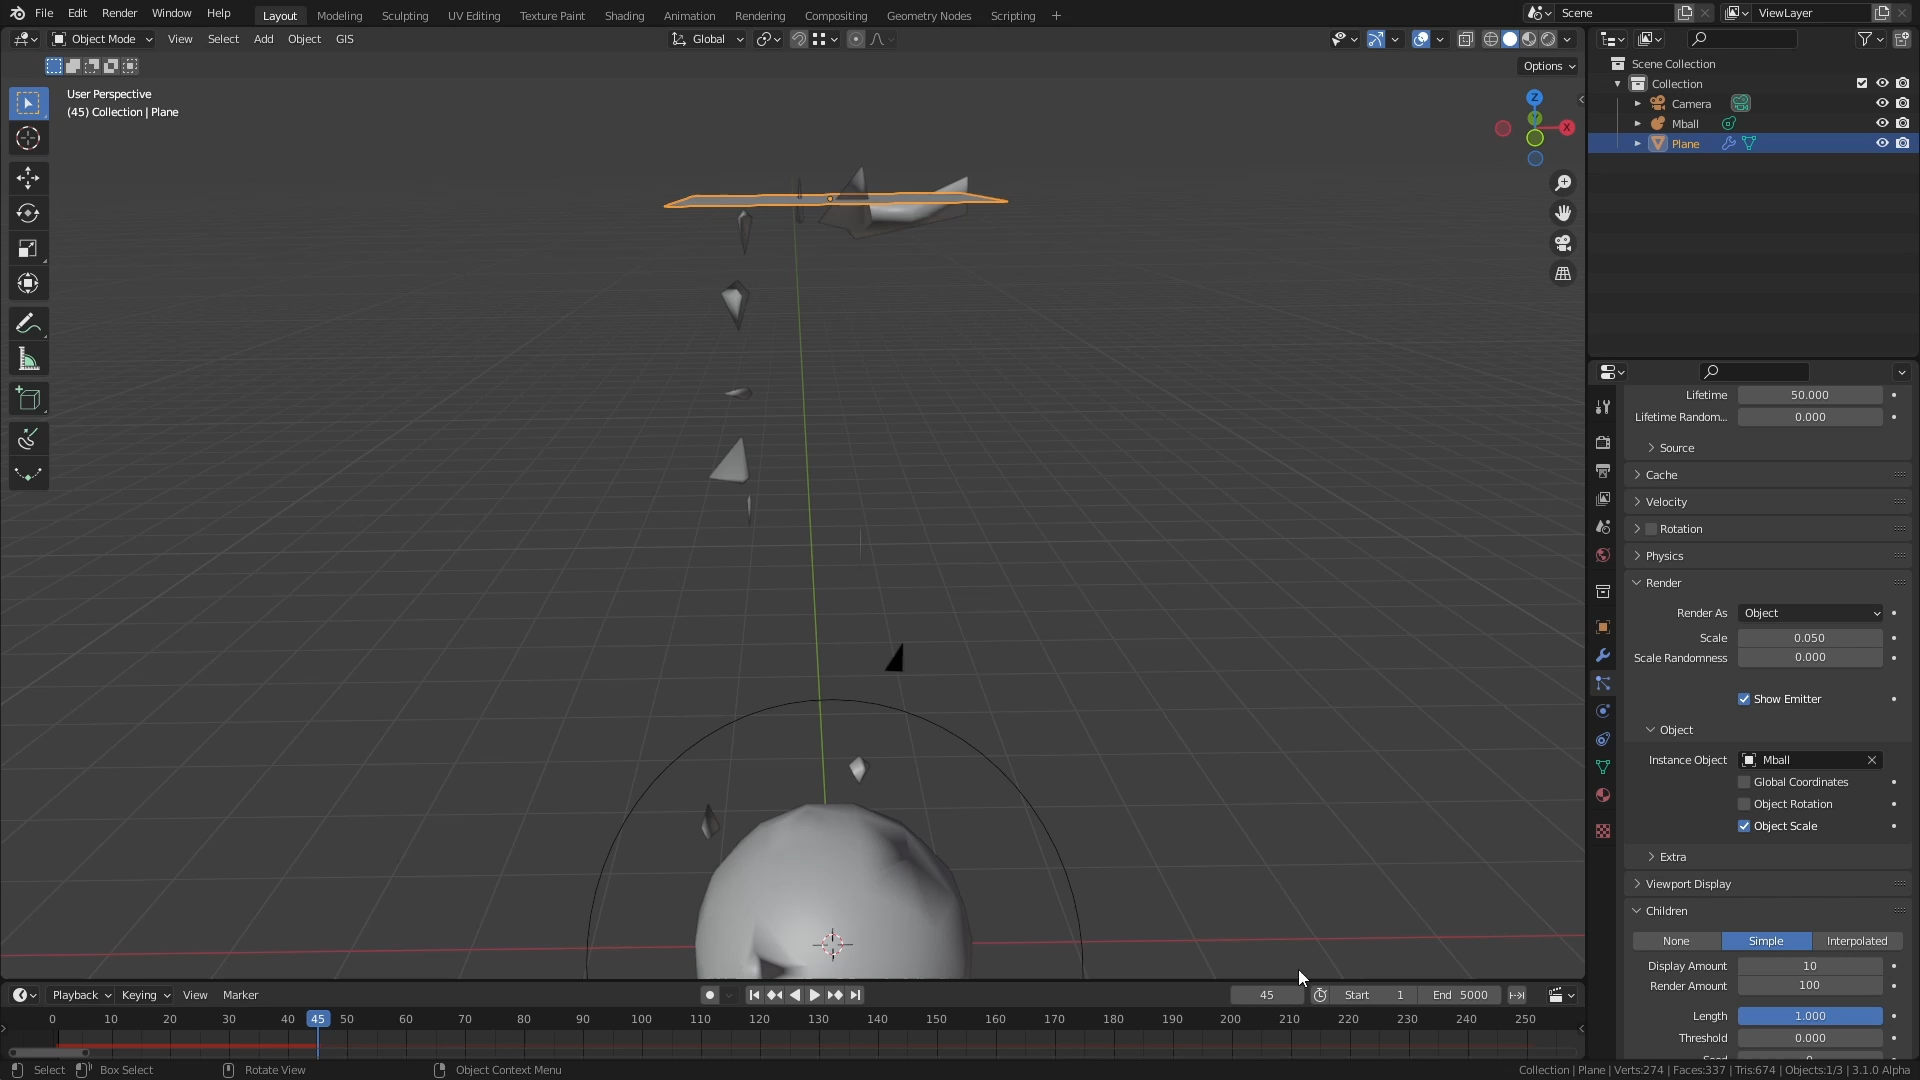 File Edit Render Window Help Layout Modeling Sculpting UV Editing Texture Paint Shading Animation Rendering Compositing Geometry Nodes Scripting + Scene ViewLayer
Object Mode View Select Add Object GIS Global
Options
User Perspective
(45) Collection | Plane
Z
Y
X
Scene Collection
Collection
Camera
Mball
Plane
Lifetime 50.000
Lifetime Random... 0.000
Source
Cache
Velocity
Rotation
Physics
Render
Render As Object
Scale 0.050
Scale Randomness 0.000
Show Emitter
Object
Instance Object Mball
Global Coordinates
Object Rotation
Object Scale
Extra
Viewport Display
Children
None Simple Interpolated
Display Amount 10
Render Amount 100
Length 1.000
Threshold 0.000
Playback Keying View Marker 45 Start 1 End 5000
0 10 20 30 40 45 50 60 70 80 90 100 110 120 130 140 150 160 170 180 190 200 210 220 230 240 250
Select Box Select Rotate View Object Context Menu Collection | Plane | Verts:274 | Faces:337 | Tris:674 | Objects:1/3 | 3.1.0 Alpha